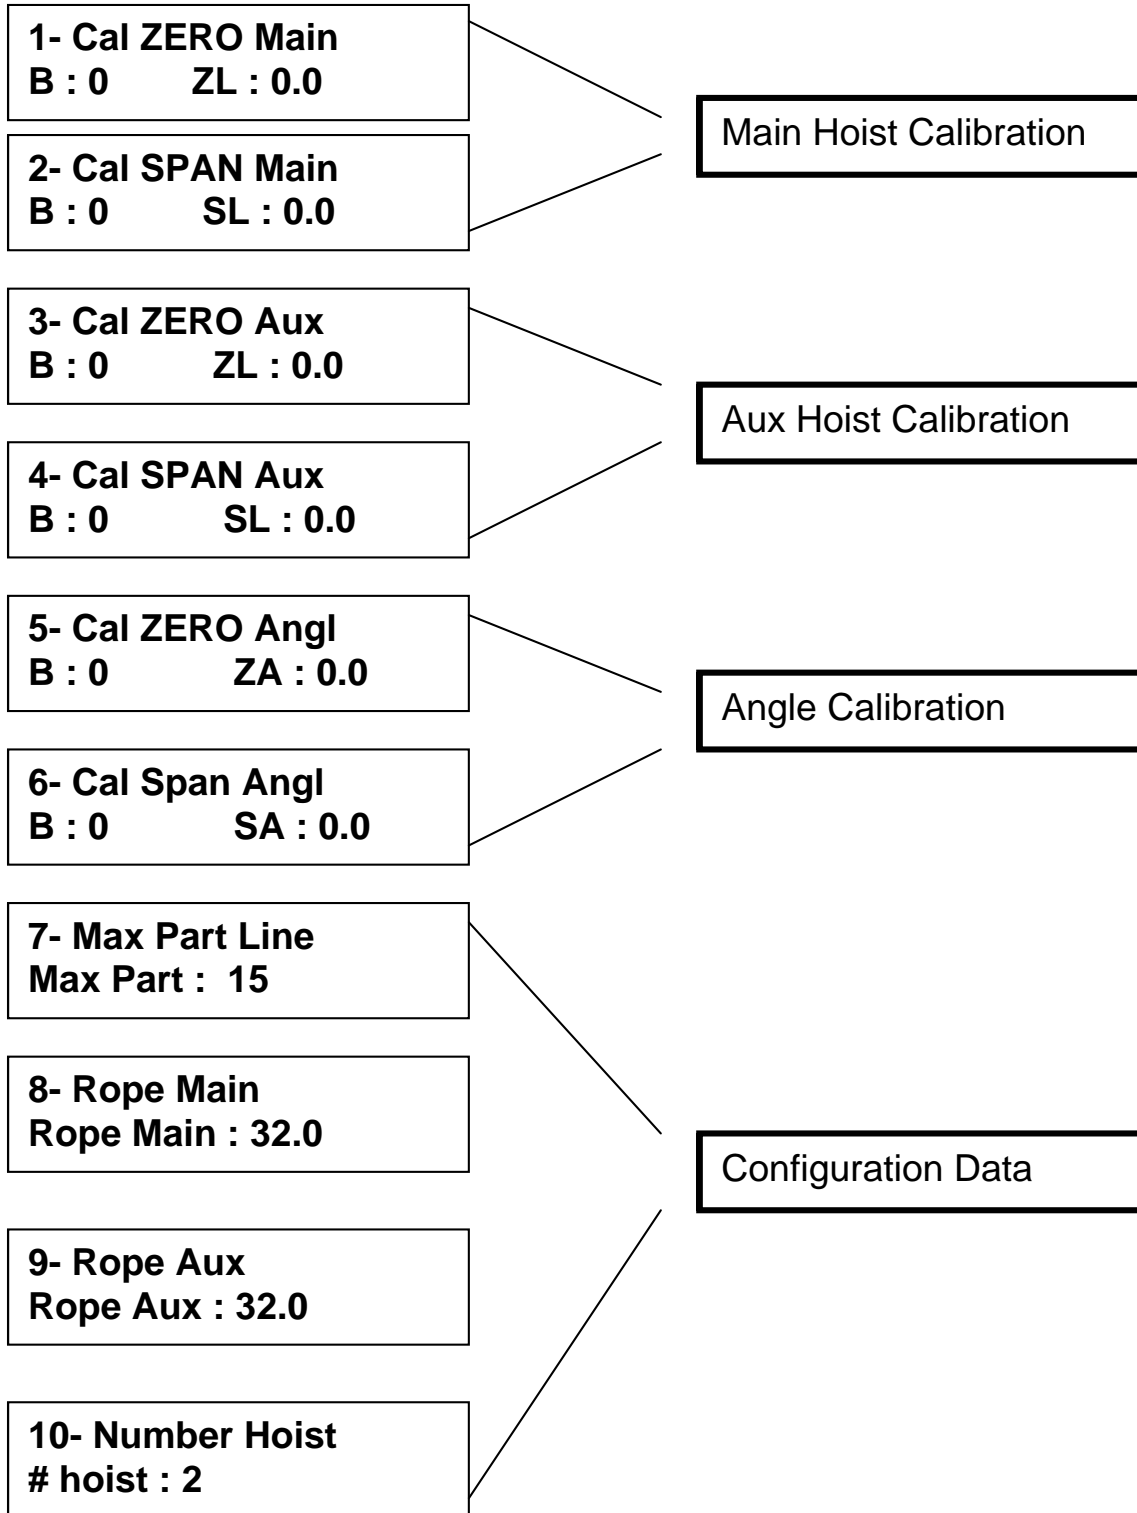 1- Cal ZERO Main
B : 0 ZL : 0.0
2- Cal SPAN Main
B : 0 SL : 0.0
Main Hoist Calibration
3- Cal ZERO Aux
B : 0 ZL : 0.0
4- Cal SPAN Aux
B : 0 SL : 0.0
Aux Hoist Calibration
5- Cal ZERO Angl
B : 0 ZA : 0.0
6- Cal Span Angl
B : 0 SA : 0.0
Angle Calibration
7- Max Part Line
Max Part : 15
8- Rope Main
Rope Main : 32.0
9- Rope Aux
Rope Aux : 32.0
10- Number Hoist
# hoist : 2
Configuration Data